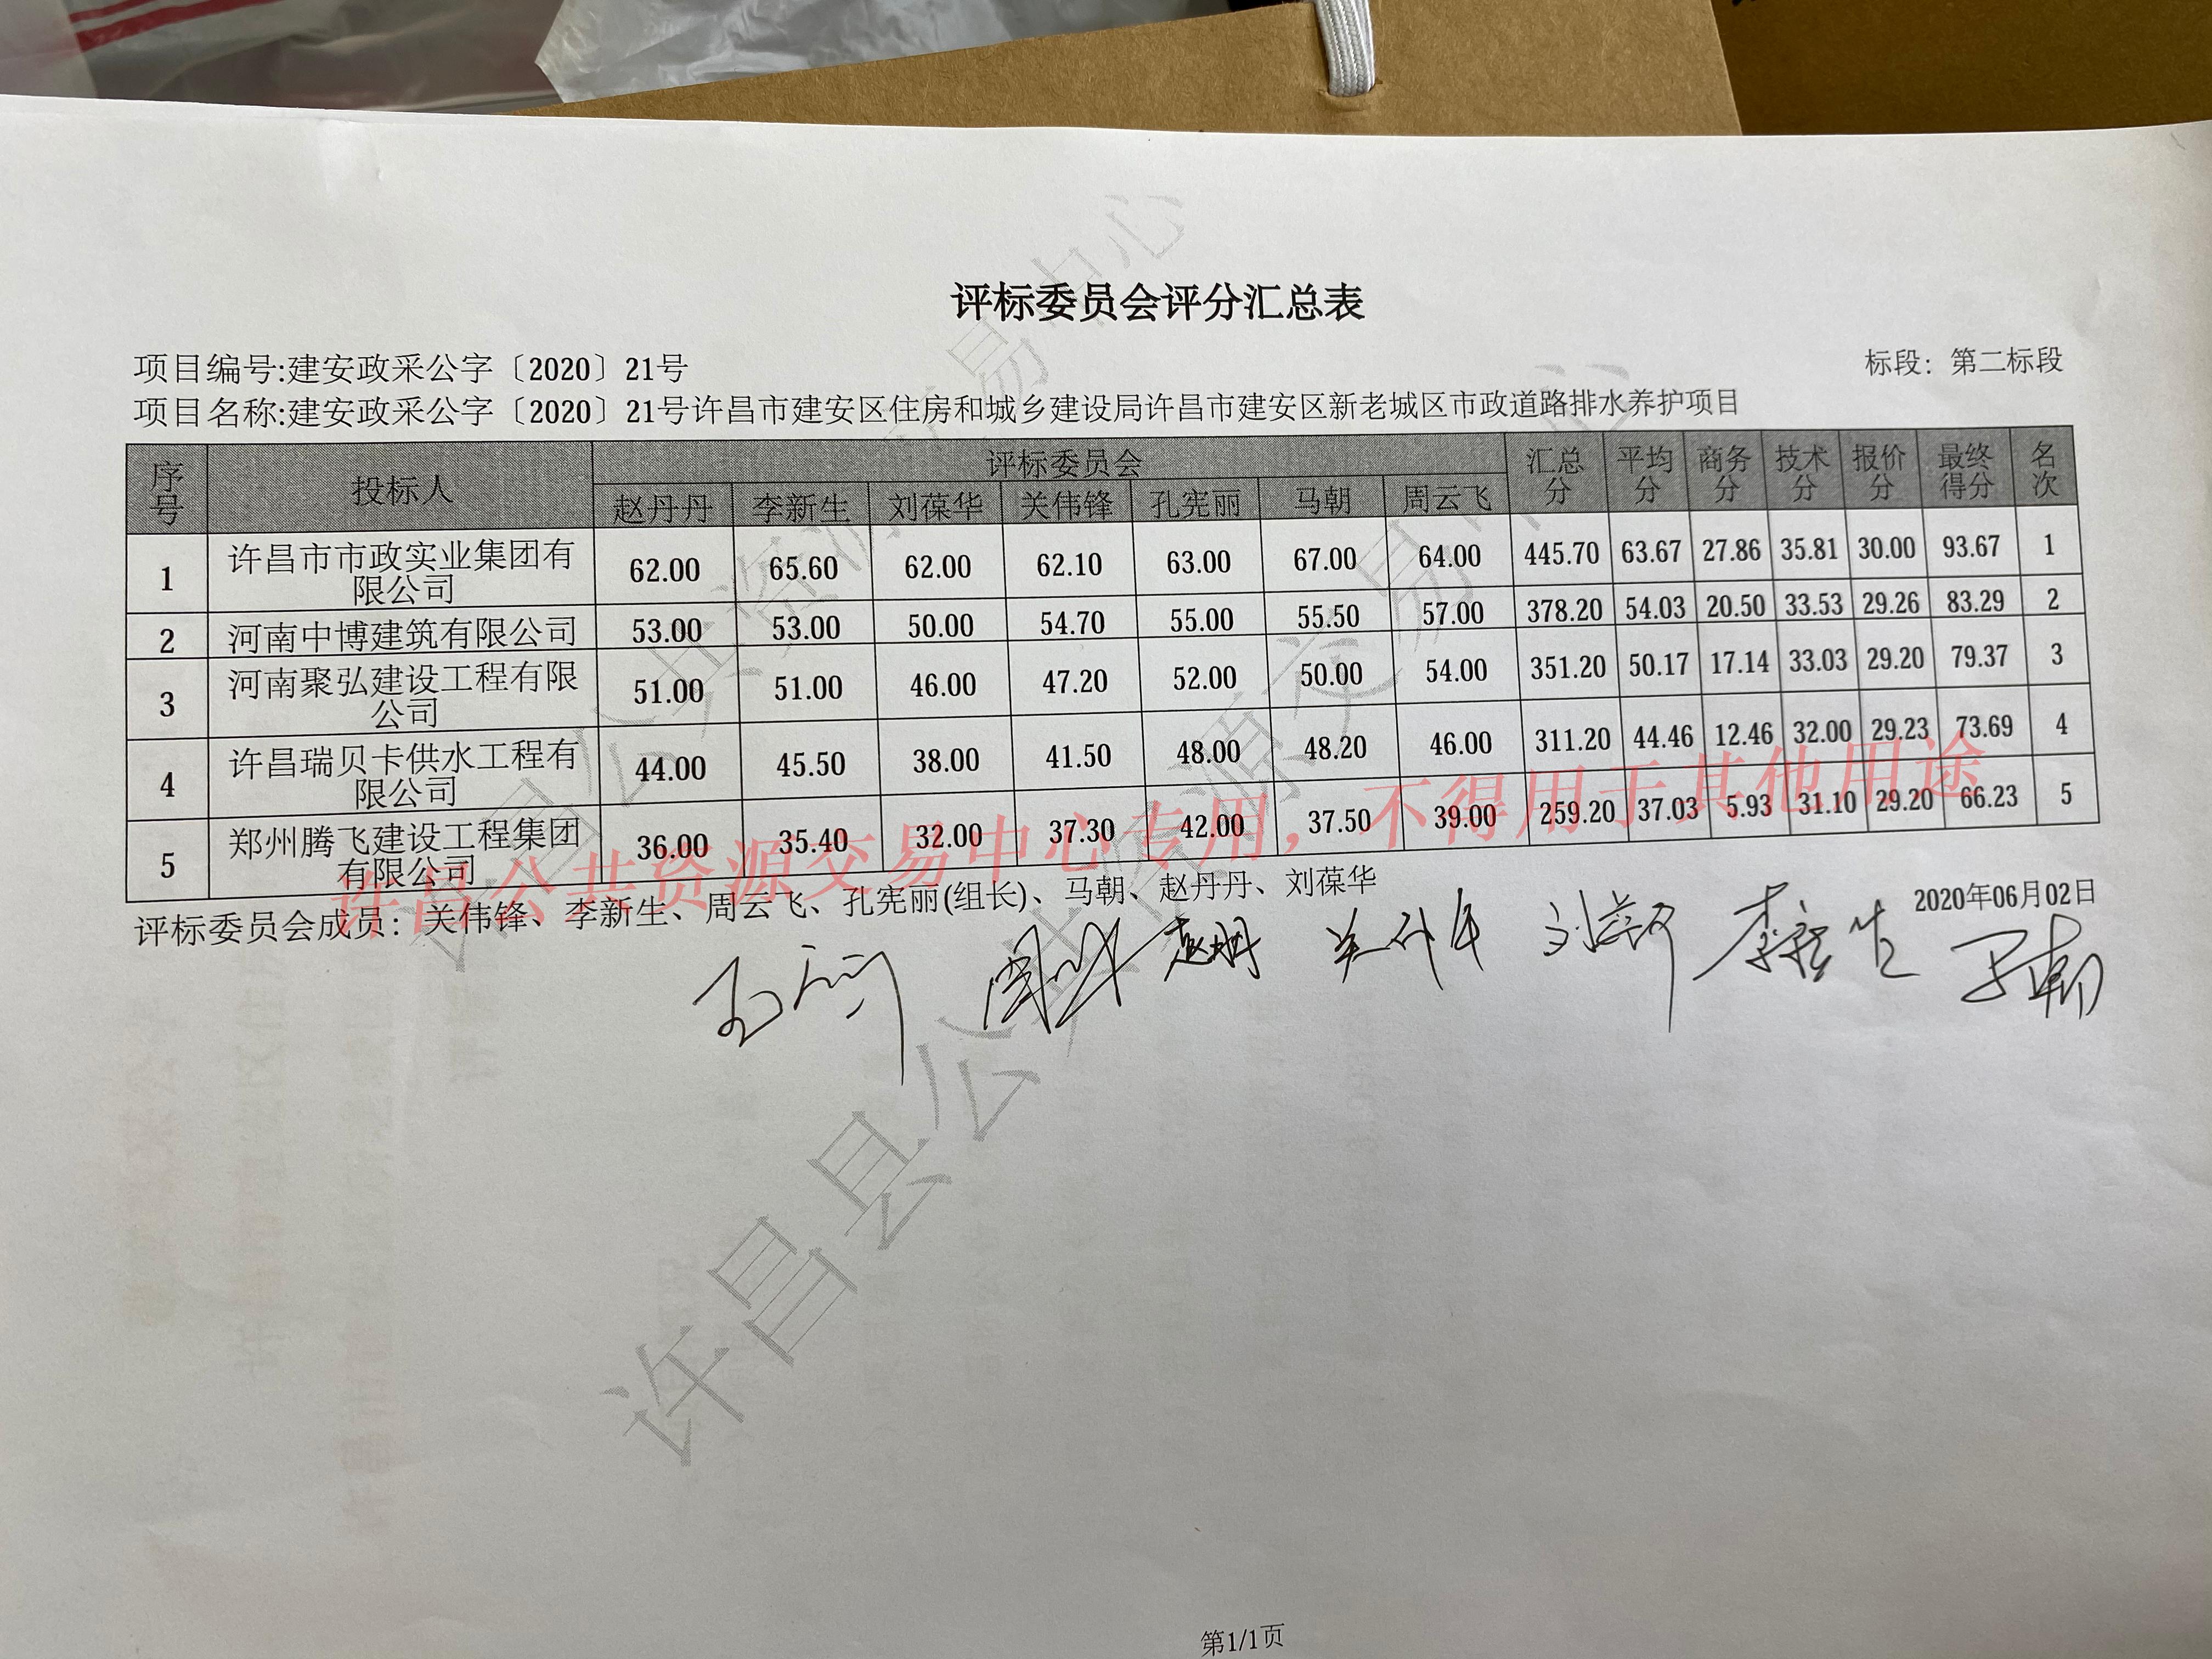 评标委员会评分汇总表
项目编号:建安政采公字〔2020〕21号 标段：第二标段
项目名称:建安政采公字〔2020〕21号许昌市建安区住房和城乡建设局许昌市建安区新老城区市政道路排水养护项目
序号 投标人 评标委员会 汇总分 平均分 商务分 技术分 报价分 最终得分 名次
赵丹丹 李新生 刘葆华 关伟锋 孔宪丽 马朝 周云飞
1 许昌市市政实业集团有限公司 62.00 65.60 62.00 62.10 63.00 67.00 64.00 445.70 63.67 27.86 35.81 30.00 93.67 1
2 河南中博建筑有限公司 53.00 53.00 50.00 54.70 55.00 55.50 57.00 378.20 54.03 20.50 33.53 29.26 83.29 2
3 河南聚弘建设工程有限公司 51.00 51.00 46.00 47.20 52.00 50.00 54.00 351.20 50.17 17.14 33.03 29.20 79.37 3
4 许昌瑞贝卡供水工程有限公司 44.00 45.50 38.00 41.50 48.00 48.20 46.00 311.20 44.46 12.46 32.00 29.23 73.69 4
5 郑州腾飞建设工程集团有限公司 36.00 35.40 32.00 37.30 42.00 37.50 39.00 259.20 37.03 5.93 31.10 29.20 66.23 5
许昌公共资源交易中心专用，不得用于其他用途
评标委员会成员：关伟锋、李新生、周云飞、孔宪丽(组长)、马朝、赵丹丹、刘葆华
2020年06月02日
赵丹丹 李新生 马朝
许昌县公共资源交易中心
第1/1页